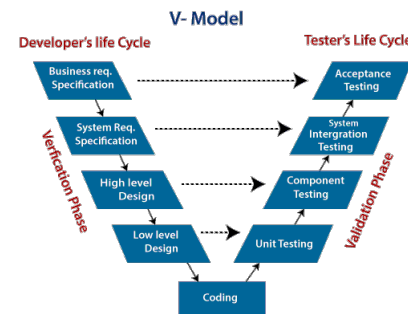 V- Model
Developer's life Cycle
Tester's Life Cycle
Business req.
Specification
Acceptance
Testing
System Req.
Specification
System
Intergration
Testing
High level
Design
Component
Testing
Low level
Design
Unit Testing
Coding
Verfication Phase
Validation Phase